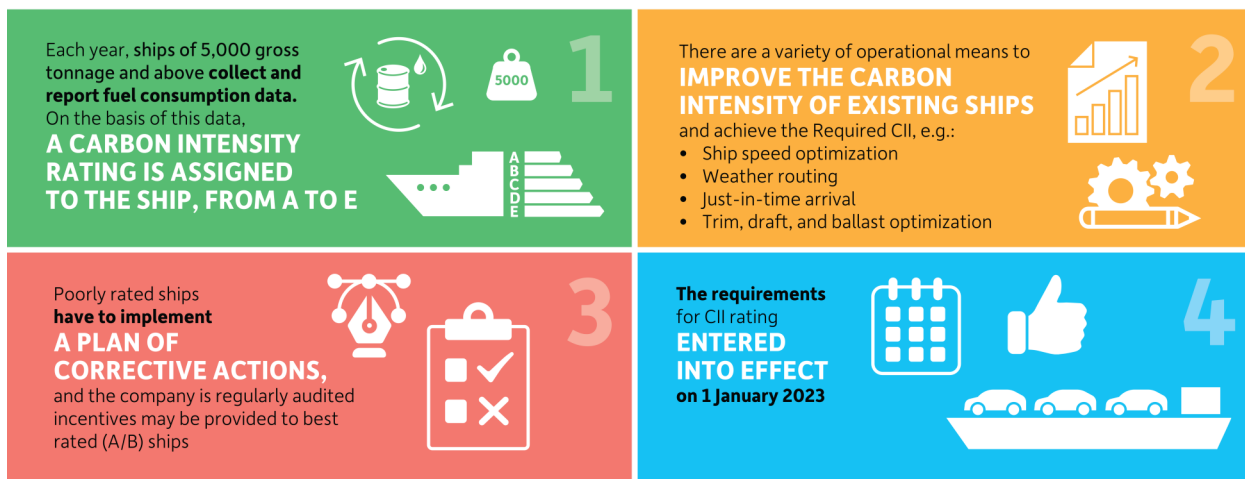 Each year, ships of 5,000 gross
tonnage and above collect and
report fuel consumption data.
On the basis of this data,
A CARBON INTENSITY
RATING IS ASSIGNED
TO THE SHIP, FROM A TO E
5000
1
A
B
C
D
E
There are a variety of operational means to
IMPROVE THE CARBON
INTENSITY OF EXISTING SHIPS
and achieve the Required CII, e.g.:
• Ship speed optimization
• Weather routing
• Just-in-time arrival
• Trim, draft, and ballast optimization
2
Poorly rated ships
have to implement
A PLAN OF
CORRECTIVE ACTIONS,
and the company is regularly audited
incentives may be provided to best
rated (A/B) ships
3
The requirements
for CII rating
ENTERED
INTO EFFECT
on 1 January 2023
4